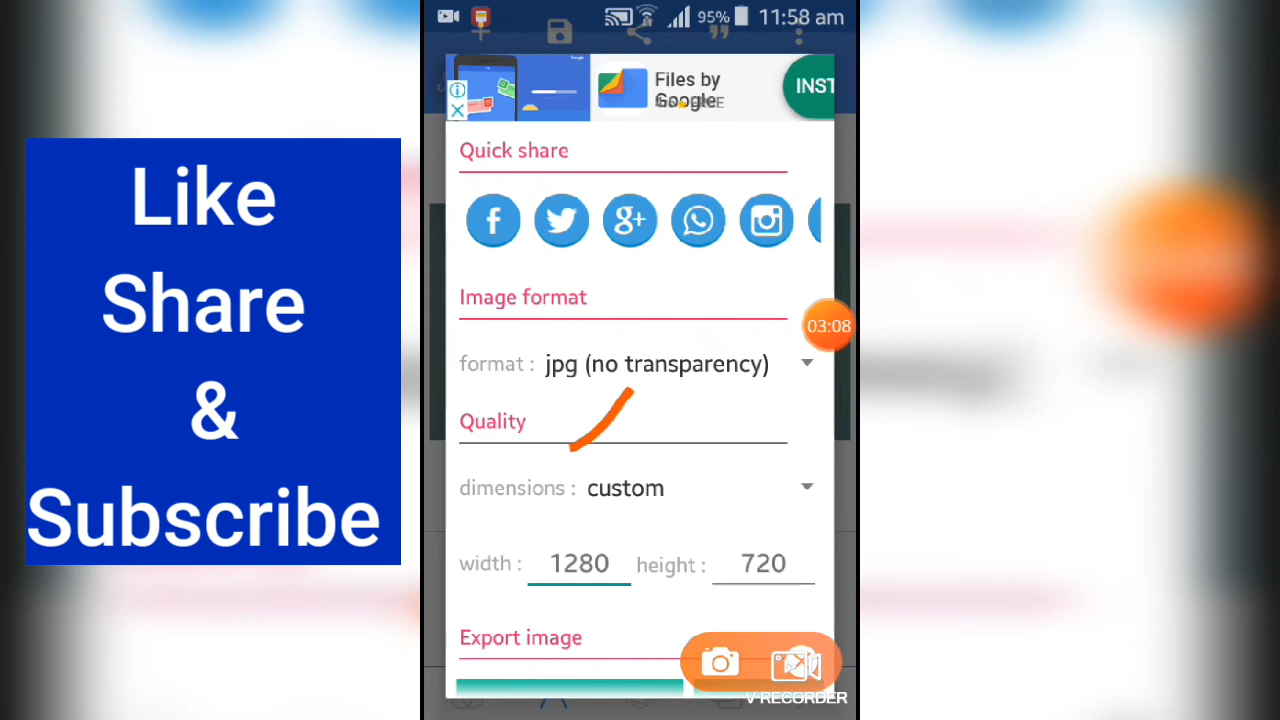 95% 11:58 am
Files by
Google
FREE
INST
Quick share
Image format
format : jpg (no transparency)
Quality
dimensions : custom
width : 1280 height : 720
Export image
03:08
V RECORDER
Like
Share
&
Subscribe